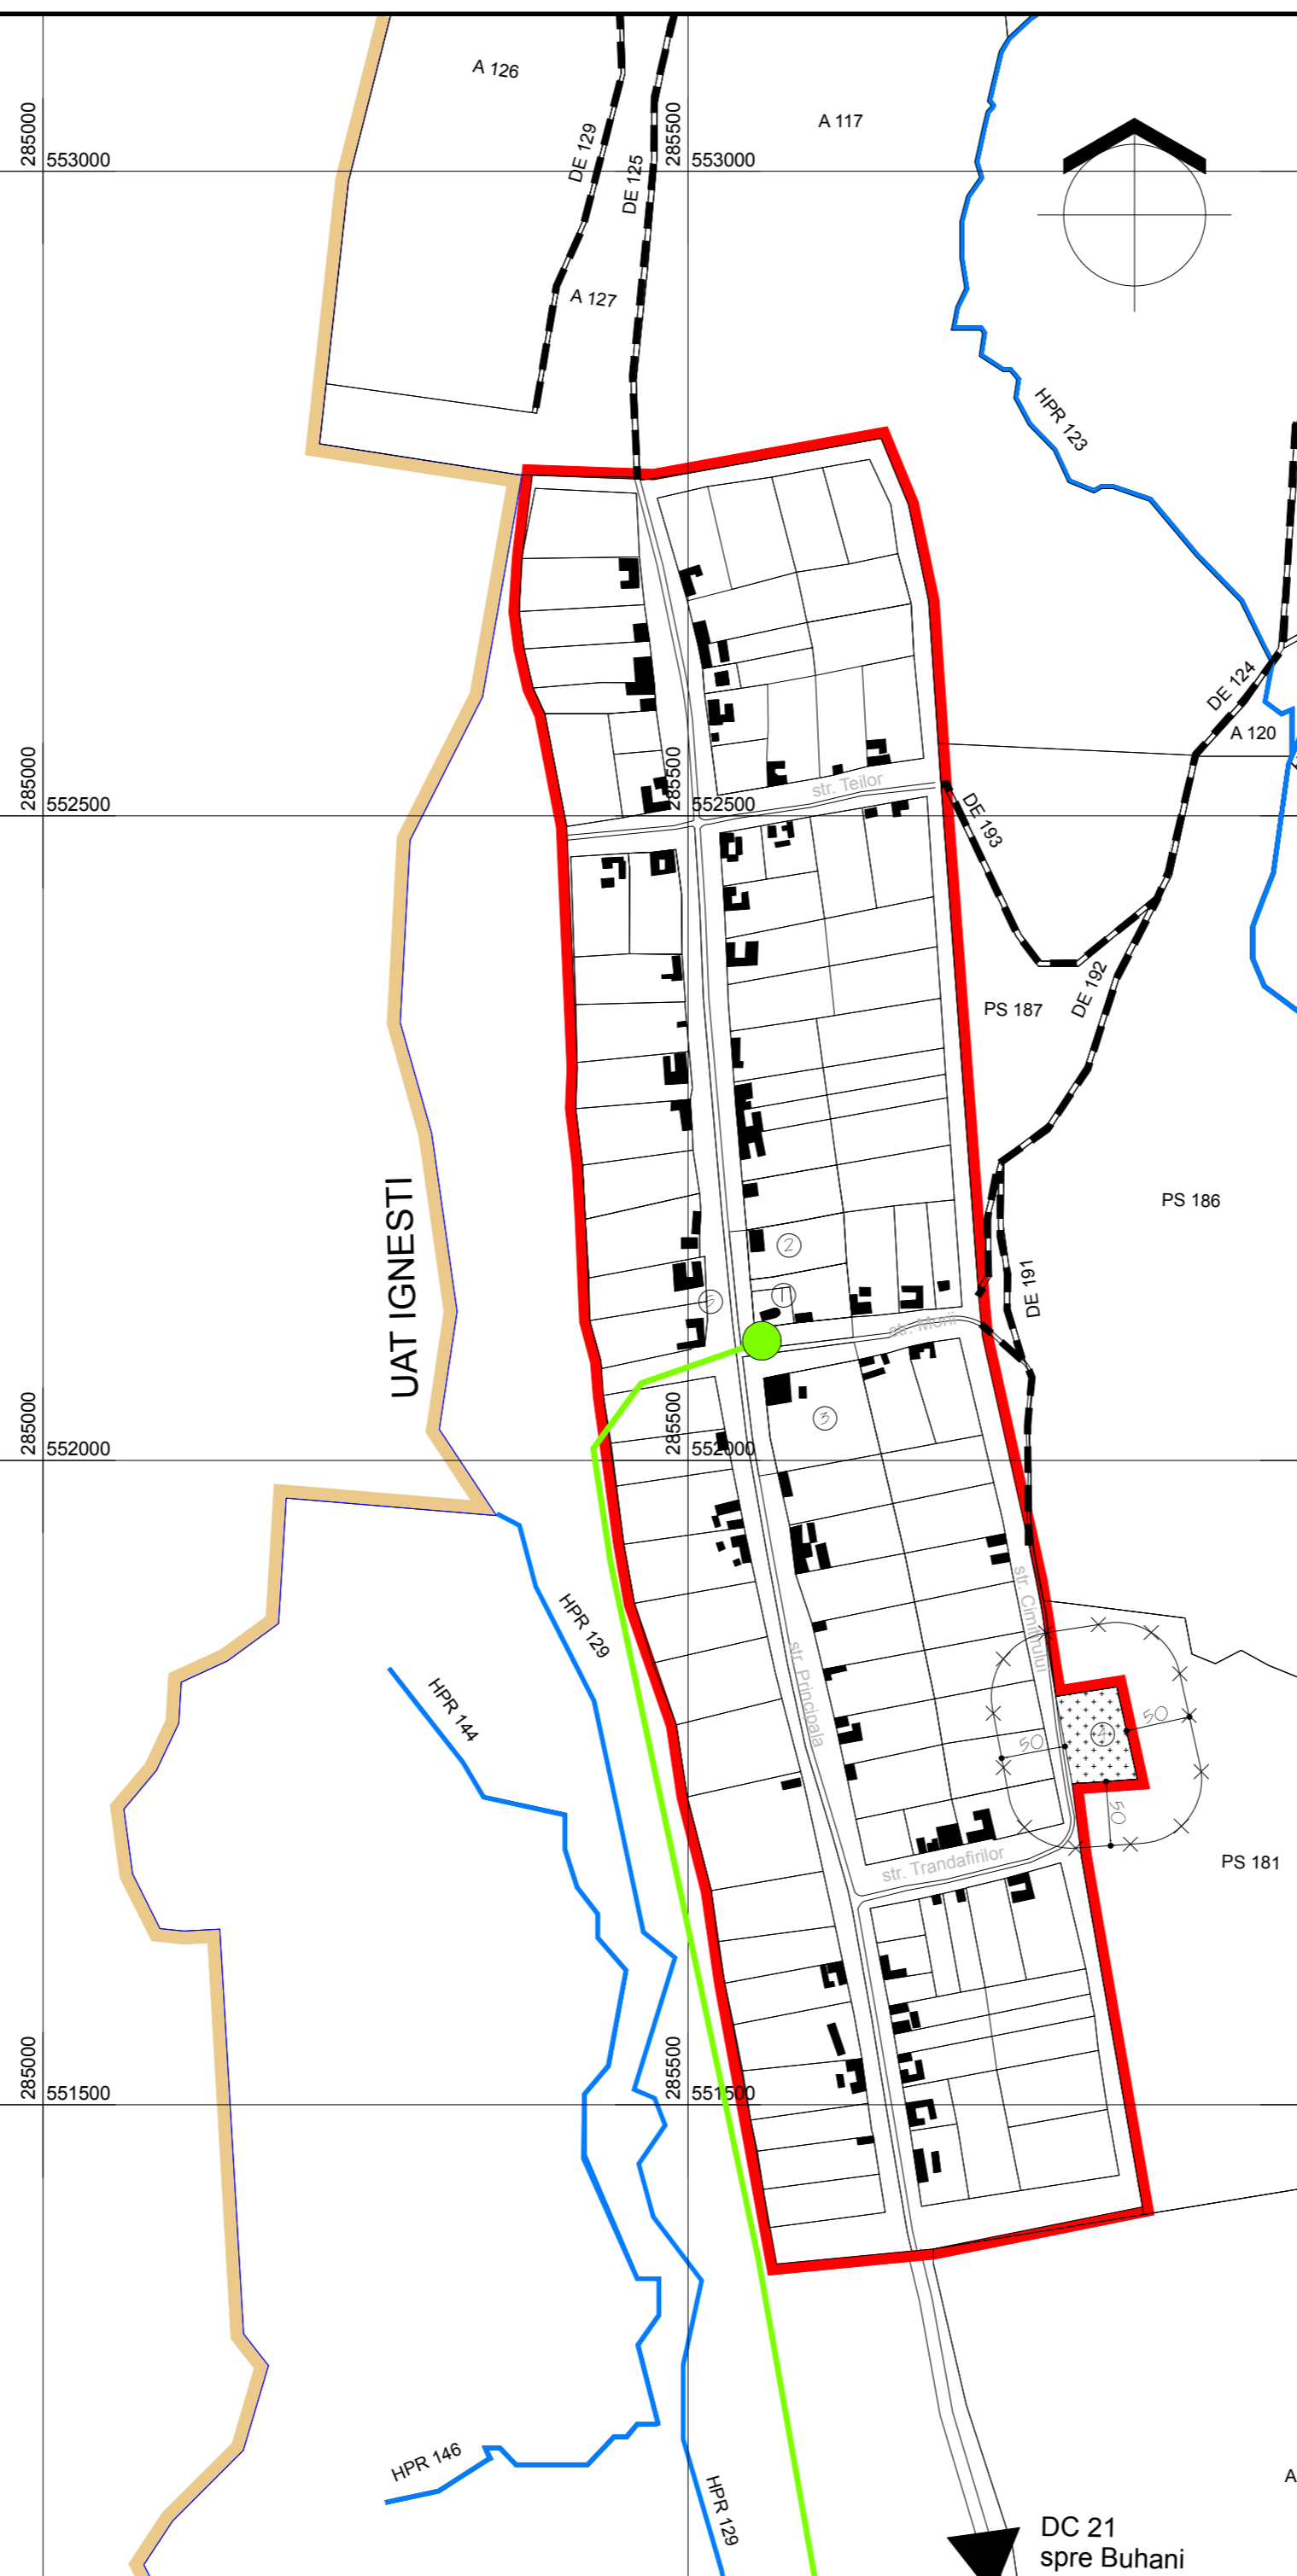 A 126
A 117
285000
553000
285500
553000
DE 129
DE 125
A 127
HPR 123
DE 124
A 120
285000
552500
285500
552500
str. Teilor
DE 193
PS 187
DE 192
PS 186
UAT IGNESTI
2
1
5
DE 191
str. Morii
3
285000
552000
285500
552000
HPR 129
str. Cimitirului
HPR 144
str. Principala
50
50
4
50
str. Trandafirilor
PS 181
285000
551500
285500
551500
HPR 146
HPR 129
A
DC 21
spre Buhani